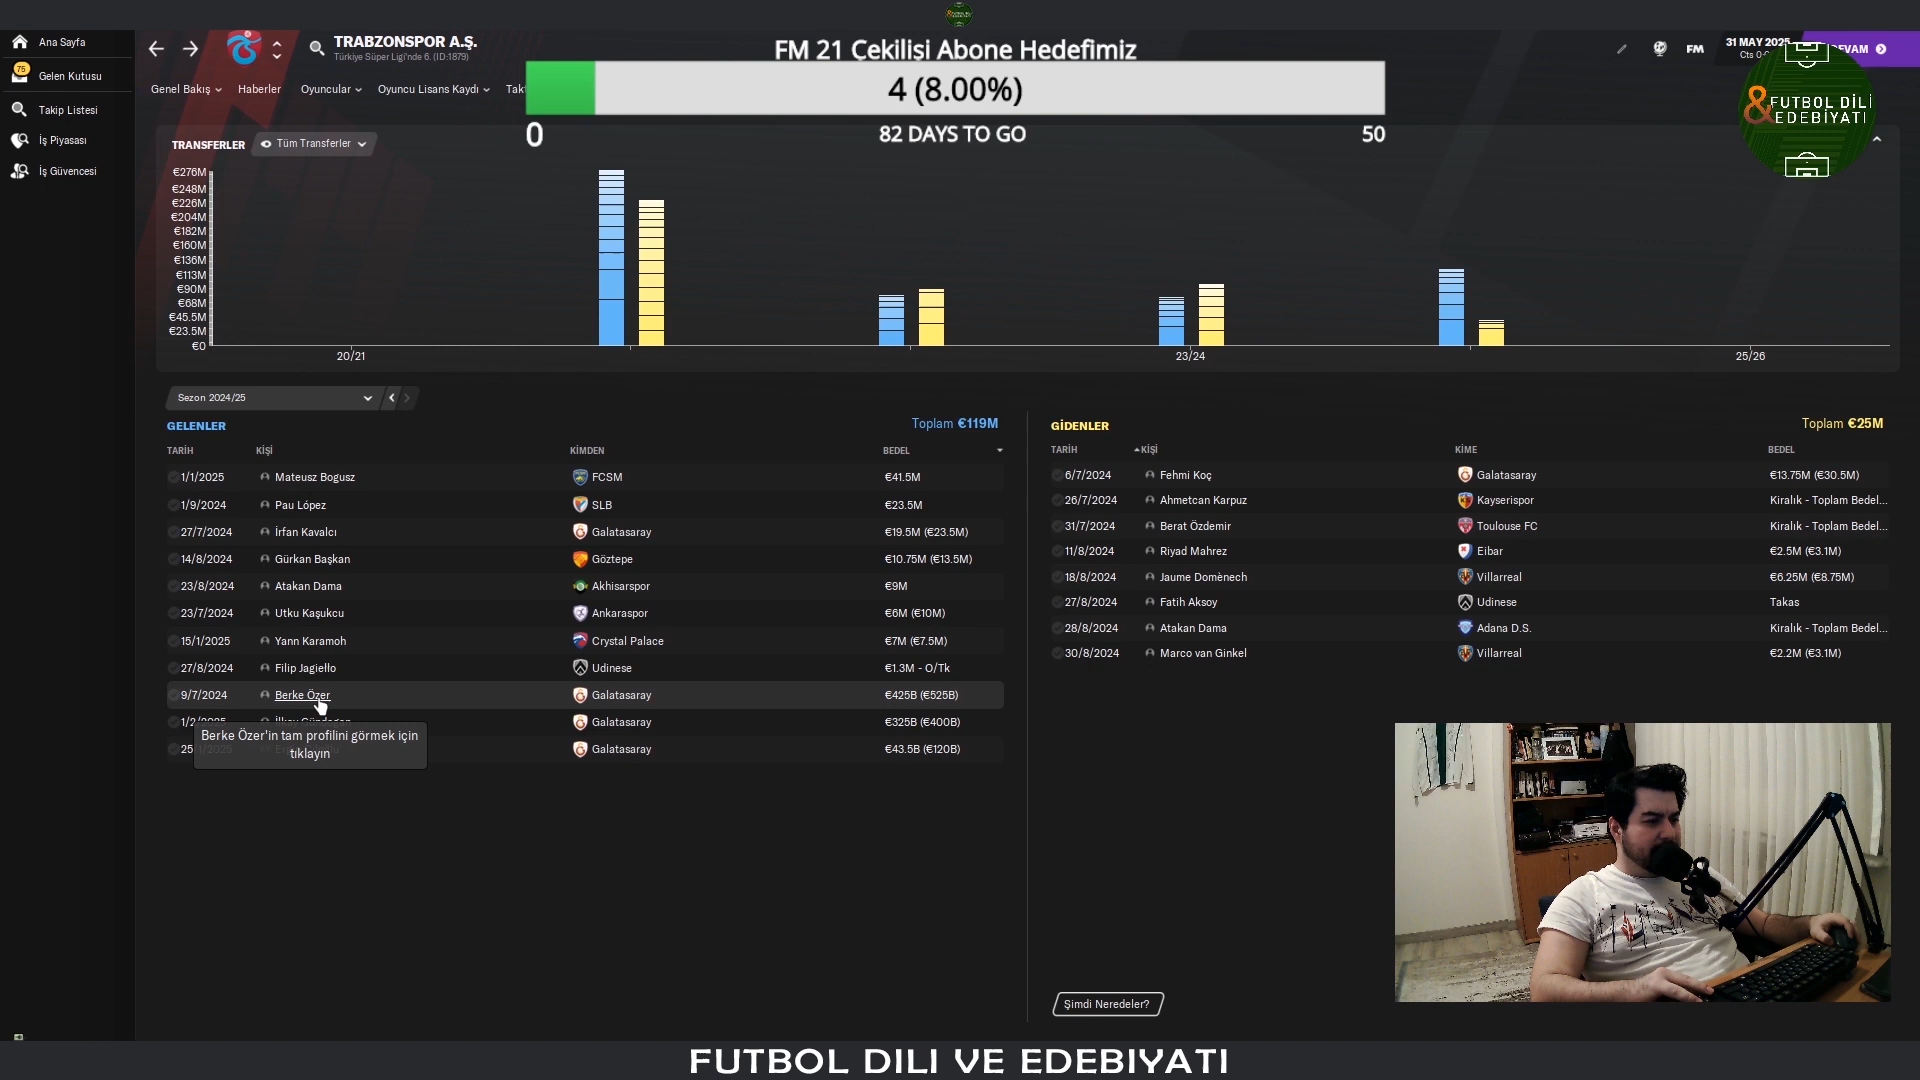 Ana Sayfa
75
Gelen Kutusu
Takip Listesi
İş Piyasası
İş Güvencesi
TRABZONSPOR A.Ş.
Türkiye Süper Ligi'nde 6. (ID:1879)
FM 21 Çekilişi Abone Hedefimiz
4 (8.00%)
0
82 DAYS TO GO
50
FM
31 MAY 2025
EVAM
& FUTBOL DİLİ
EDEBİYATI
Genel Bakış
Haberler
Oyuncular
Oyuncu Lisans Kaydı
TRANSFERLER
Tüm Transferler
€276M
€248M
€226M
€204M
€182M
€160M
€136M
€113M
€90M
€68M
€45.5M
€23.5M
€0
20/21
23/24
25/26
Sezon 2024/25
GELENLER
Toplam €119M
TARİH KİŞİ KİMDEN BEDEL
1/1/2025 Mateusz Bogusz FCSM €41.5M
1/9/2024 Pau López SLB €23.5M
27/7/2024 İrfan Kavalcı Galatasaray €19.5M (€23.5M)
14/8/2024 Gürkan Başkan Göztepe €10.75M (€13.5M)
23/8/2024 Atakan Dama Akhisarspor €9M
23/7/2024 Utku Kaşukcu Ankaraspor €6M (€10M)
15/1/2025 Yann Karamoh Crystal Palace €7M (€7.5M)
27/8/2024 Filip Jagiełło Udinese €1.3M - O/Tk
9/7/2024 Berke Özer Galatasaray €425B (€525B)
Galatasaray €325B (€400B)
Galatasaray €43.5B (€120B)
Berke Özer'in tam profilini görmek için
tıklayın
GİDENLER
Toplam €25M
TARİH KİŞİ KİME BEDEL
6/7/2024 Fehmi Koç Galatasaray €13.75M (€30.5M)
26/7/2024 Ahmetcan Karpuz Kayserispor Kiralık - Toplam Bedel...
31/7/2024 Berat Özdemir Toulouse FC Kiralık - Toplam Bedel...
11/8/2024 Riyad Mahrez Eibar €2.5M (€3.1M)
18/8/2024 Jaume Domènech Villarreal €6.25M (€8.75M)
27/8/2024 Fatih Aksoy Udinese Takas
28/8/2024 Atakan Dama Adana D.S. Kiralık - Toplam Bedel...
30/8/2024 Marco van Ginkel Villarreal €2.2M (€3.1M)
Şimdi Neredeler?
FUTBOL DILI VE EDEBIYATI